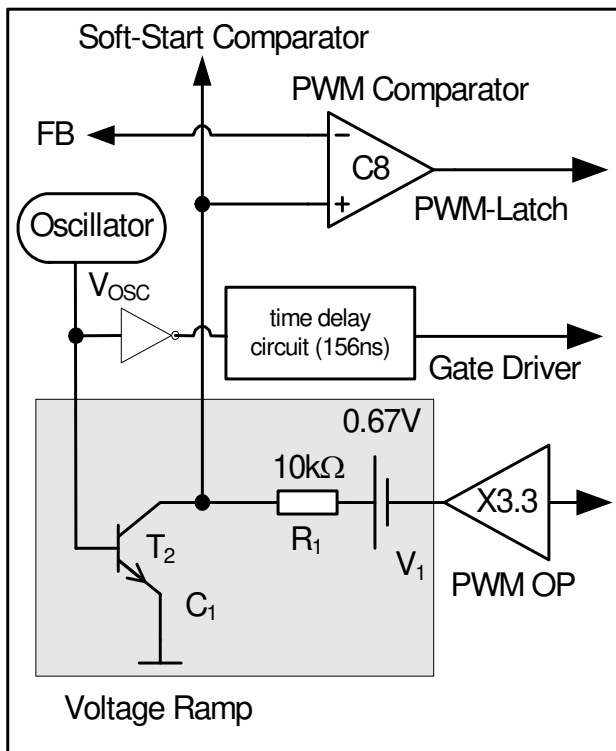 Soft-Start Comparator
PWM Comparator
FB
−
C8
+
PWM-Latch
Oscillator
VOSC
time delay
circuit (156ns)
Gate Driver
0.67V
10kΩ
X3.3
R1
V1
PWM OP
T2
C1
Voltage Ramp